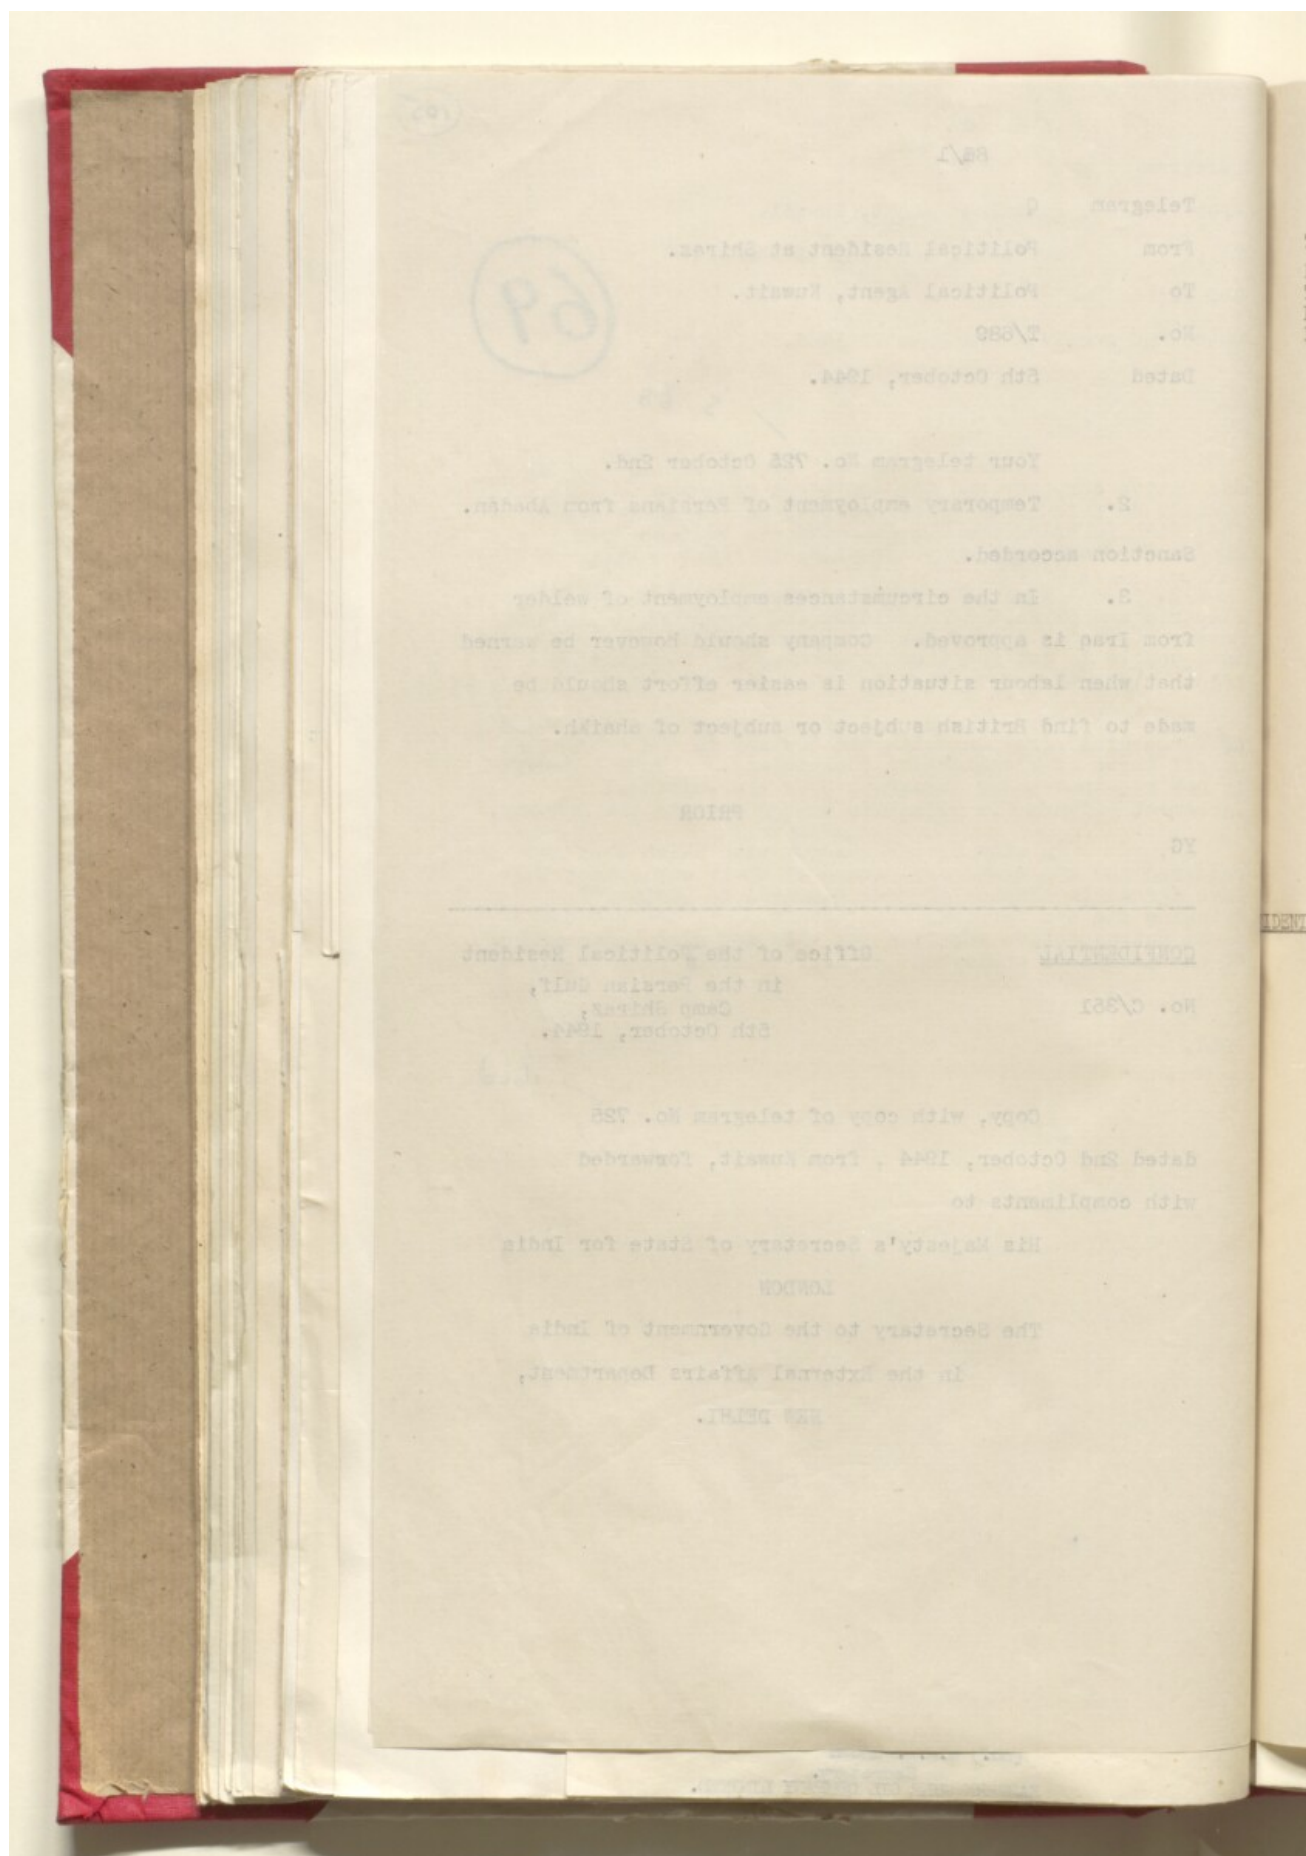 8a/1
Telegram Q
From Political Resident at Shiraz.
To Political Agent, Kuwait.
No. T/689
Dated 5th October, 1944.
69
Your telegram No. 725 October 2nd.
2. Temporary employment of Persians from Abadan.
Sanction accorded.
3. In the circumstances employment of welder
from Iraq is approved. Company should however be warned
that when labour situation is easier effort should be
made to find British subject or subject of Shaikh.
PRIOR
YG
CONFIDENTIAL Office of the Political Resident
in the Persian Gulf,
No. C/351 Camp Shiraz,
5th October, 1944.
Copy, with copy of telegram No. 725
dated 2nd October, 1944, from Kuwait, forwarded
with compliments to
His Majesty's Secretary of State for India
LONDON
The Secretary to the Government of India
in the External Affairs Department,
NEW DELHI.
IDENT